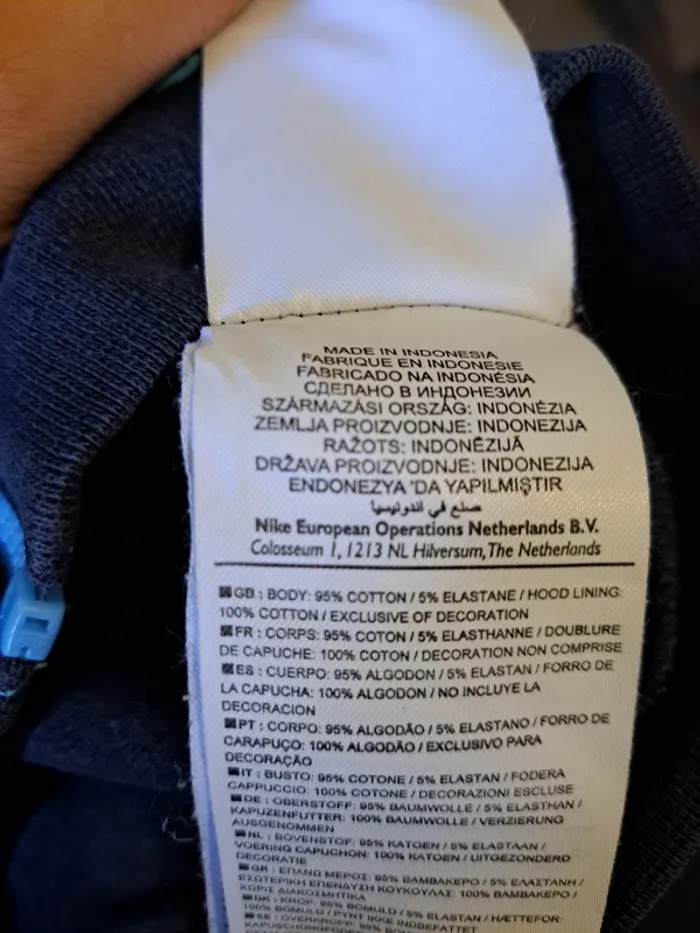 MADE IN INDONESIA
FABRIQUE EN INDONESIE
FABRICADO NA INDONÉSIA
СДЕЛАНО В ИНДОНЕЗИИ
SZÁRMAZÁSI ORSZÁG: INDONÉZIA
ZEMLJA PROIZVODNJE: INDONEZIJA
RAŽOTS: INDONĒZIJĀ
DRŽAVA PROIZVODNJE: INDONEZIJA
ENDONEZYA 'DA YAPILMIŞTIR
صنع في أندونيسيا
Nike European Operations Netherlands B.V.
Colosseum 1, 1213 NL Hilversum, The Netherlands
GB : BODY: 95% COTTON / 5% ELASTANE / HOOD LINING:
100% COTTON / EXCLUSIVE OF DECORATION
FR : CORPS: 95% COTON / 5% ELASTHANNE / DOUBLURE
DE CAPUCHE: 100% COTON / DECORATION NON COMPRISE
ES : CUERPO: 95% ALGODON / 5% ELASTAN / FORRO DE
LA CAPUCHA: 100% ALGODON / NO INCLUYE LA
DECORACION
PT : CORPO: 95% ALGODÃO / 5% ELASTANO / FORRO DE
CARAPUÇO: 100% ALGODÃO / EXCLUSIVO PARA
DECORAÇÃO
IT : BUSTO: 95% COTONE / 5% ELASTAN / FODERA
CAPPUCCIO: 100% COTONE / DECORAZIONI ESCLUSE
DE : OBERSTOFF: 95% BAUMWOLLE / 5% ELASTHAN /
KAPUZENFUTTER: 100% BAUMWOLLE / VERZIERUNG
AUSGENOMMEN
NL : BOVENSTOF: 95% KATOEN / 5% ELASTAAN /
VOERING CAPUCHON: 100% KATOEN / UITGEZONDERD
DECORATIE
GR : ΕΠΑΝΩ ΜΕΡΟΣ: 95% ΒΑΜΒΑΚΕΡΟ / 5% ΕΛΑΣΤΑΝΗ /
ΕΣΩΤΕΡΙΚΗ ΕΠΕΝΔΥΣΗ ΚΟΥΚΟΥΛΑΣ: 100% ΒΑΜΒΑΚΕΡΟ /
ΧΩΡΙΣ ΔΙΑΚΟΣΜΗΤΙΚΑ
DK : KROP: 95% BOMULD / 5% ELASTAN / HÆTTEFOR:
100% BOMULD / PYNT IKKE INDBEFATTET
SE :